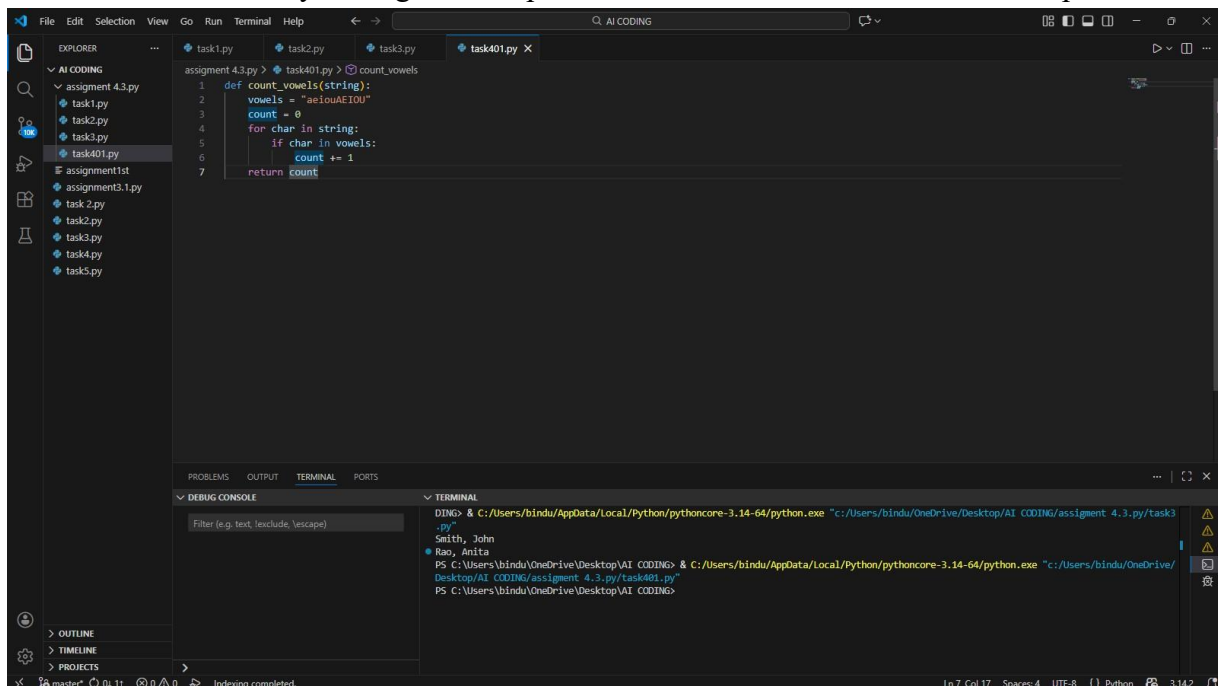 File Edit Selection View Go Run Terminal Help
AI CODING
EXPLORER
AI CODING
assigment 4.3.py
task1.py
task2.py
task3.py
task401.py
assignment1st
assignment3.1.py
task 2.py
task2.py
task3.py
task4.py
task5.py
OUTLINE
TIMELINE
PROJECTS
10K
task1.py task2.py task3.py task401.py
assigment 4.3.py > task401.py > count_vowels
1 def count_vowels(string):
2 vowels = "aeiouAEIOU"
3 count = 0
4 for char in string:
5 if char in vowels:
6 count += 1
7 return count
PROBLEMS OUTPUT TERMINAL PORTS
DEBUG CONSOLE
Filter (e.g. text, !exclude, \escape)
TERMINAL
DING> & C:/Users/bindu/AppData/Local/Python/pythoncore-3.14-64/python.exe "c:/Users/bindu/OneDrive/Desktop/AI CODING/assigment 4.3.py/task3
.py"
Smith, John
Rao, Anita
PS C:\Users\bindu\OneDrive\Desktop\AI CODING> & C:/Users/bindu/AppData/Local/Python/pythoncore-3.14-64/python.exe "c:/Users/bindu/OneDrive/
Desktop/AI CODING/assigment 4.3.py/task401.py"
PS C:\Users\bindu\OneDrive\Desktop\AI CODING>
master* 0↓ 1↑ 0 0 Indexing completed. Ln 7, Col 17 Spaces: 4 UTF-8 {} Python 3.14.2